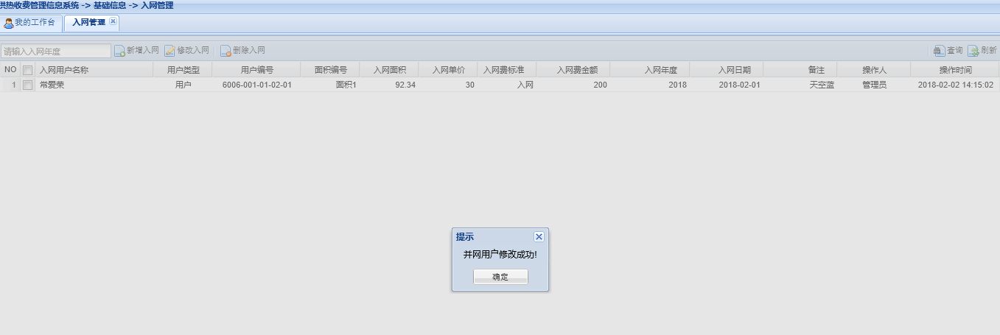 供热收费管理信息系统 -> 基础信息 -> 入网管理
我的工作台 入网管理
请输入入网年度 新增入网 修改入网 删除入网 查询 刷新
NO 入网用户名称 用户类型 用户编号 面积编号 入网面积 入网单价 入网费标准 入网费金额 入网年度 入网日期 备注 操作人 操作时间
1 常爱荣 用户 6006-001-01-02-01 面积1 92.34 30 入网 200 2018 2018-02-01 天空蓝 管理员 2018-02-02 14:15:02
提示
并网用户修改成功!
确定